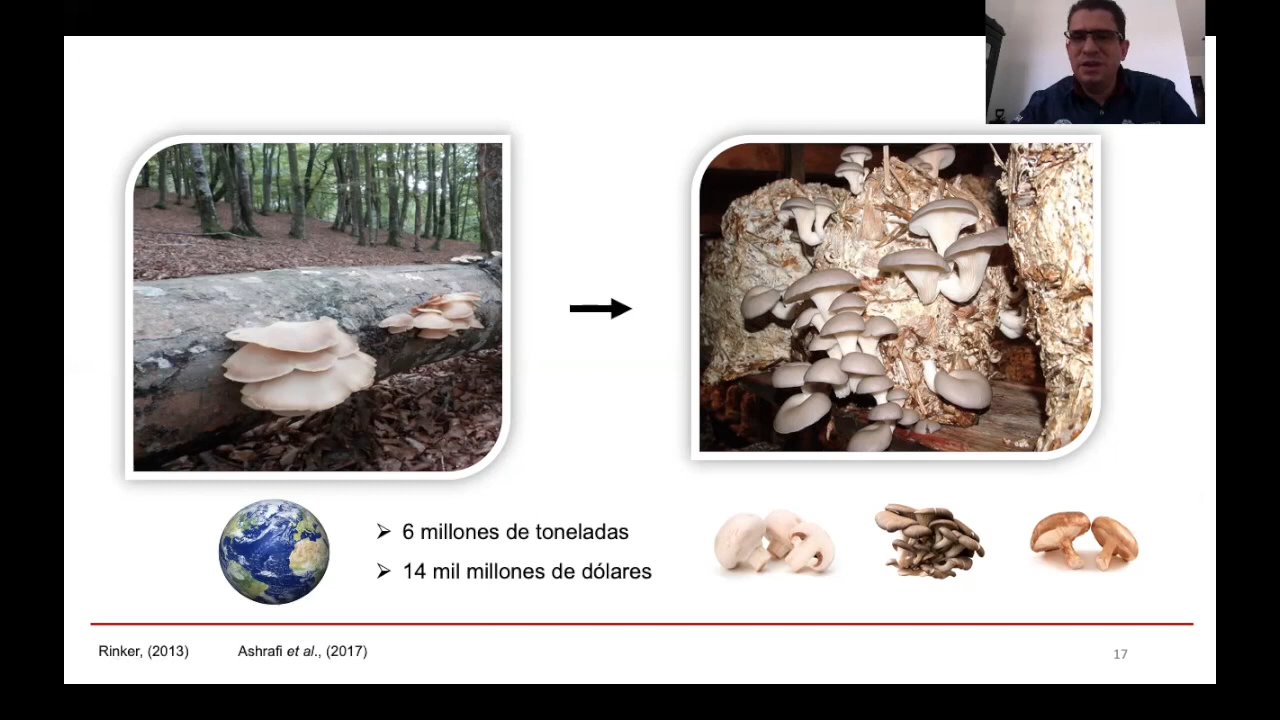 6 millones de toneladas
14 mil millones de dólares
Rinker, (2013) Ashrafi et al., (2017)
17